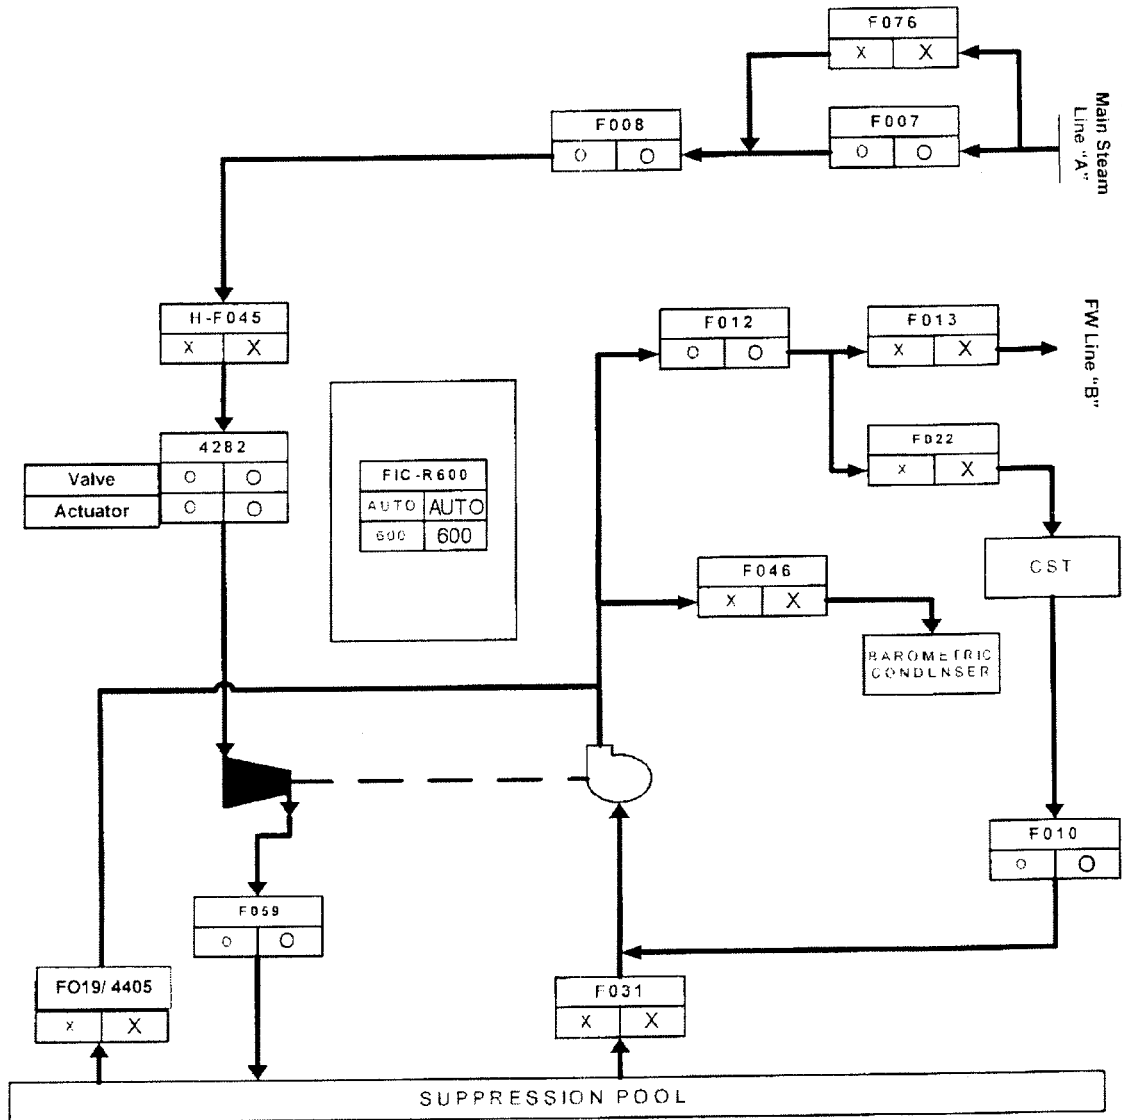 F076
X X
F008
O O
F007
O O
Main Steam
Line "A"
H-F045
X X
F012
O O
F013
X X
FW Line "B"
4282
Valve O O
Actuator O O
FIC-R600
AUTO AUTO
600 600
F022
X X
CST
F046
X X
BAROMETRIC
CONDENSER
F010
O O
F059
O O
FO19/ 4405
X X
F031
X X
SUPPRESSION POOL